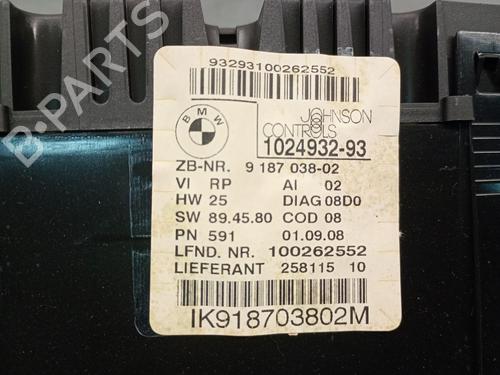 93293100262552
BMW
JOHNSON
CONTROLS
1024932-93
ZB-NR. 9 187 038-02
VI RP AI 02
HW 25 DIAG 08D0
SW 89.45.80 COD 08
PN 591 01.09.08
LFND. NR. 100262552
LIEFERANT 258115 10
IK918703802M
B-PARTS